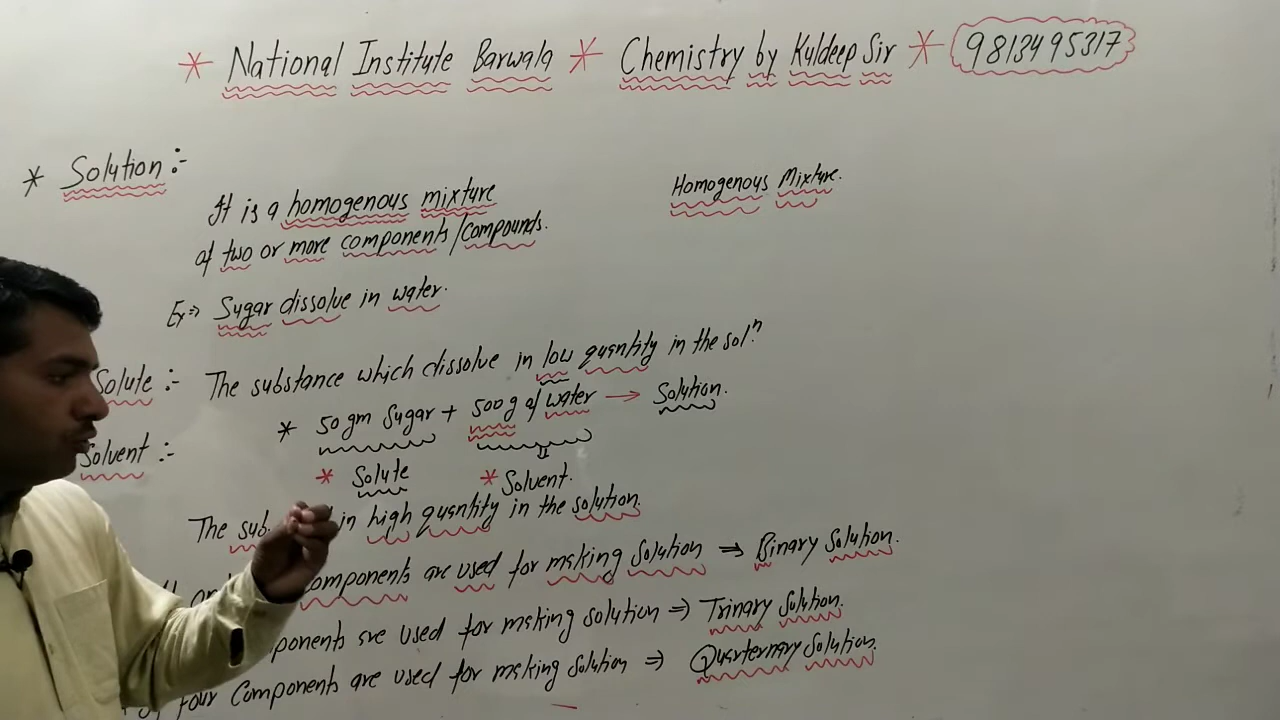 * National Institute Barwala * Chemistry by Kuldeep Sir * 9813495317
* Solution :-
It is a homogenous mixture
of two or more components/compounds.
Homogenous Mixture.
Ex ⇒ Sugar dissolve in water.
Solute :- The substance which dissolve in low quantity in the solⁿ.
* 50 gm Sugar + 500 g of water → Solution.
Solvent :-
* Solute * Solvent.
The sub. in high quantity in the solution.
components are used for making solution ⇒ Binary solution.
ponents are used for making solution ⇒ Trinary Solution.
four components are used for making solution ⇒ Quarternary solution.